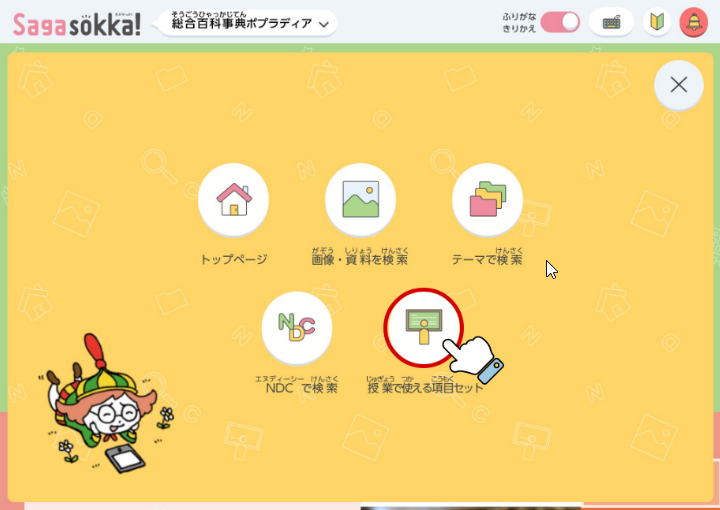 Sagasokka!
そうごうひゃっかじてん
総合百科事典ポプラディア
ふりがな
きりかえ
トップページ
がぞう しりょう けんさく
画像・資料を検索
けんさく
テーマで検索
エヌディーシー けんさく
NDC で検索
じゅぎょう つか こうもく
授業で使える項目セット